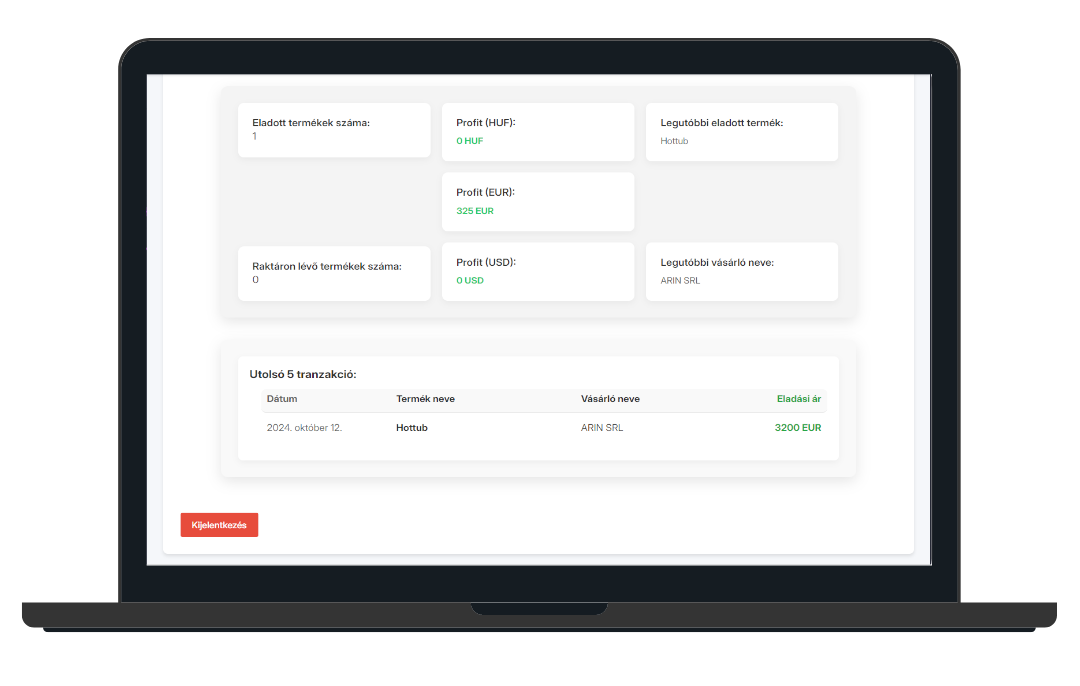 Eladott termékek száma:
1
Profit (HUF):
0 HUF
Legutóbbi eladott termék:
Hottub
Profit (EUR):
325 EUR
Raktáron lévő termékek száma:
0
Profit (USD):
0 USD
Legutóbbi vásárló neve:
ARIN SRL
Utolsó 5 tranzakció:
Dátum Termék neve Vásárló neve Eladási ár
2024. október 12. Hottub ARIN SRL 3200 EUR
Kijelentkezés